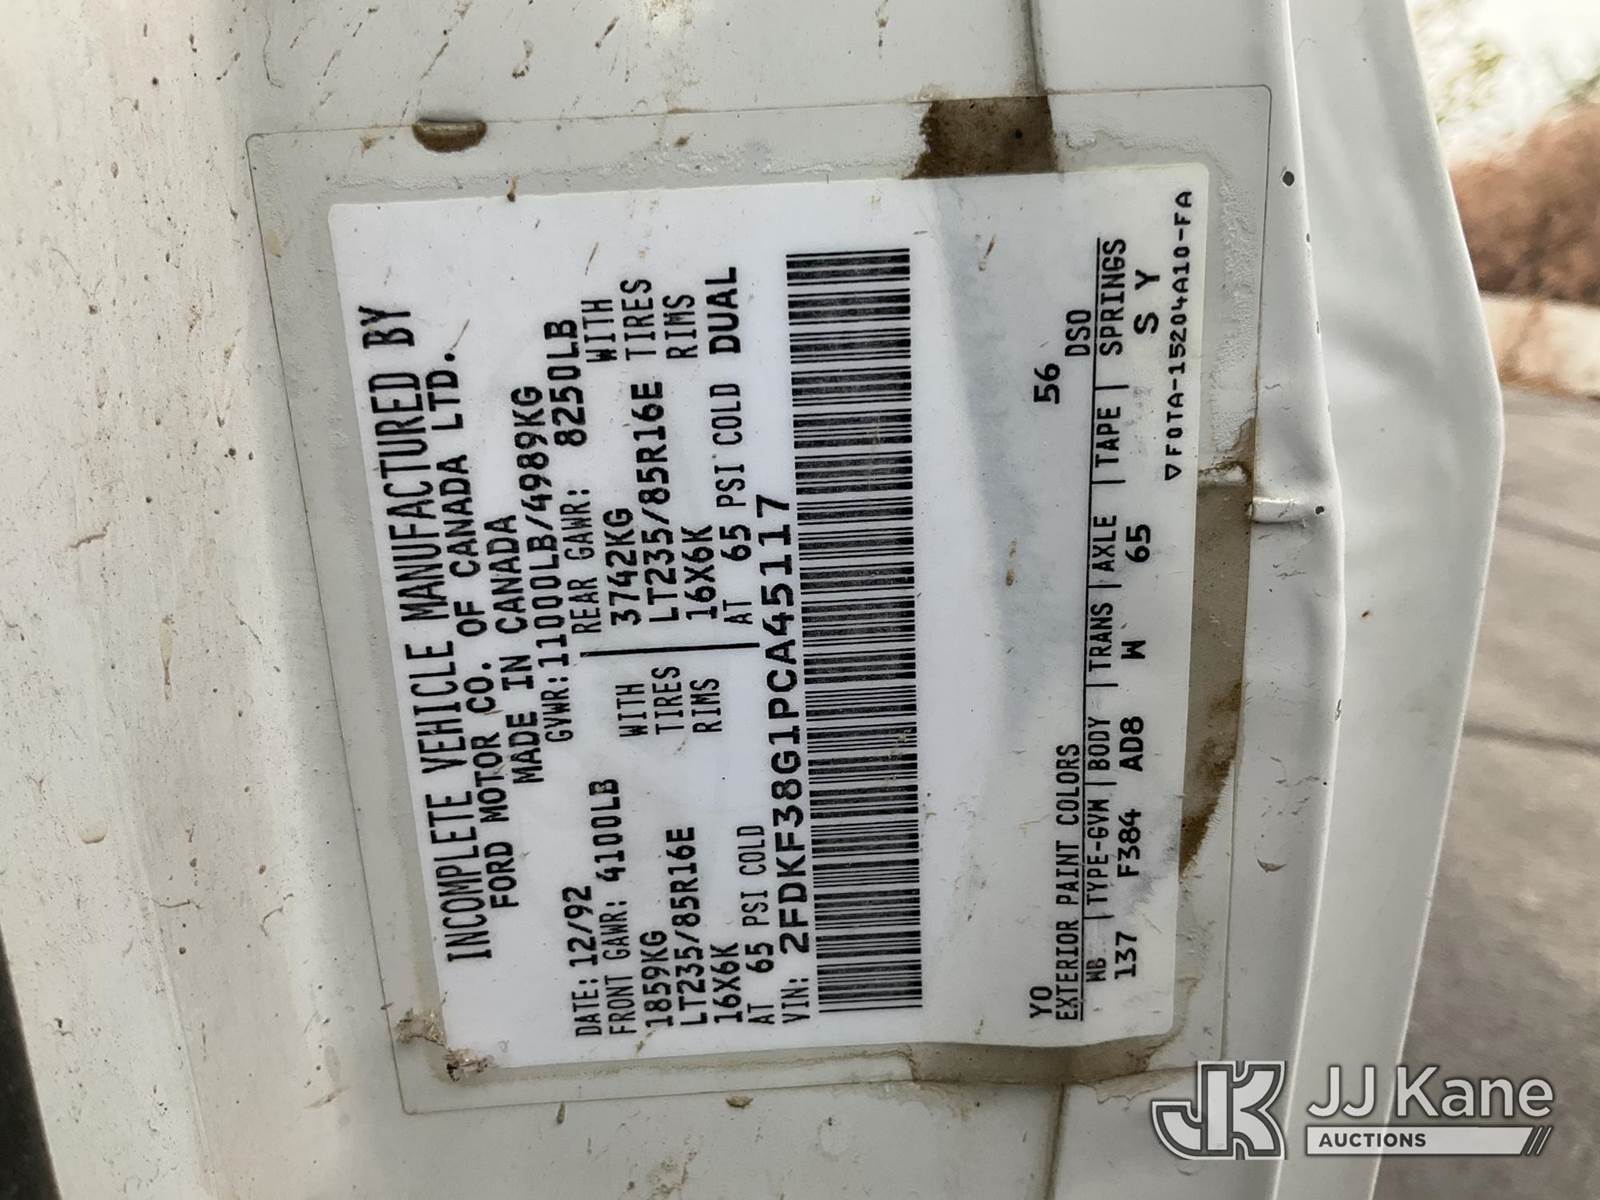 INCOMPLETE VEHICLE MANUFACTURED BY
FORD MOTOR CO. OF CANADA LTD.
MADE IN CANADA
DATE: 12/92 GVWR: 11000LB/4989KG
FRONT GAWR: 4100LB REAR GAWR: 8250LB
1859KG WITH 3742KG WITH
LT235/85R16E TIRES LT235/85R16E TIRES
16X6K RIMS 16X6K RIMS
AT 65 PSI COLD AT 65 PSI COLD DUAL
VIN: 2FDKF38G1PCA45117
YO 56
EXTERIOR PAINT COLORS DSO
WB | TYPE-GVW | BODY | TRANS | AXLE | TAPE | SPRINGS
137 F384 AD8 W 65 S Y
▽F0TA-15204A10-FA
JK JJ Kane
AUCTIONS